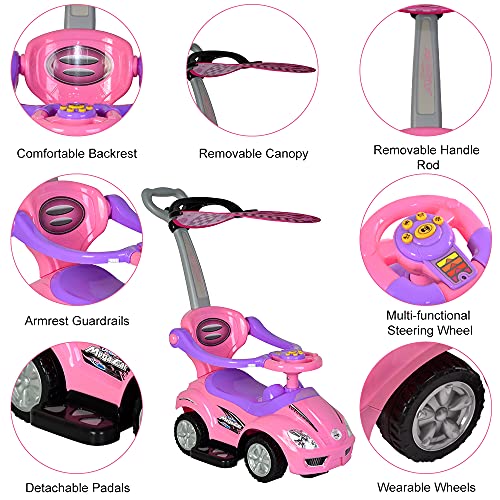 Comfortable Backrest
Removable Canopy
Removable Handle
Rod
Armrest Guardrails
Multi-functional
Steering Wheel
Detachable Padals
Wearable Wheels